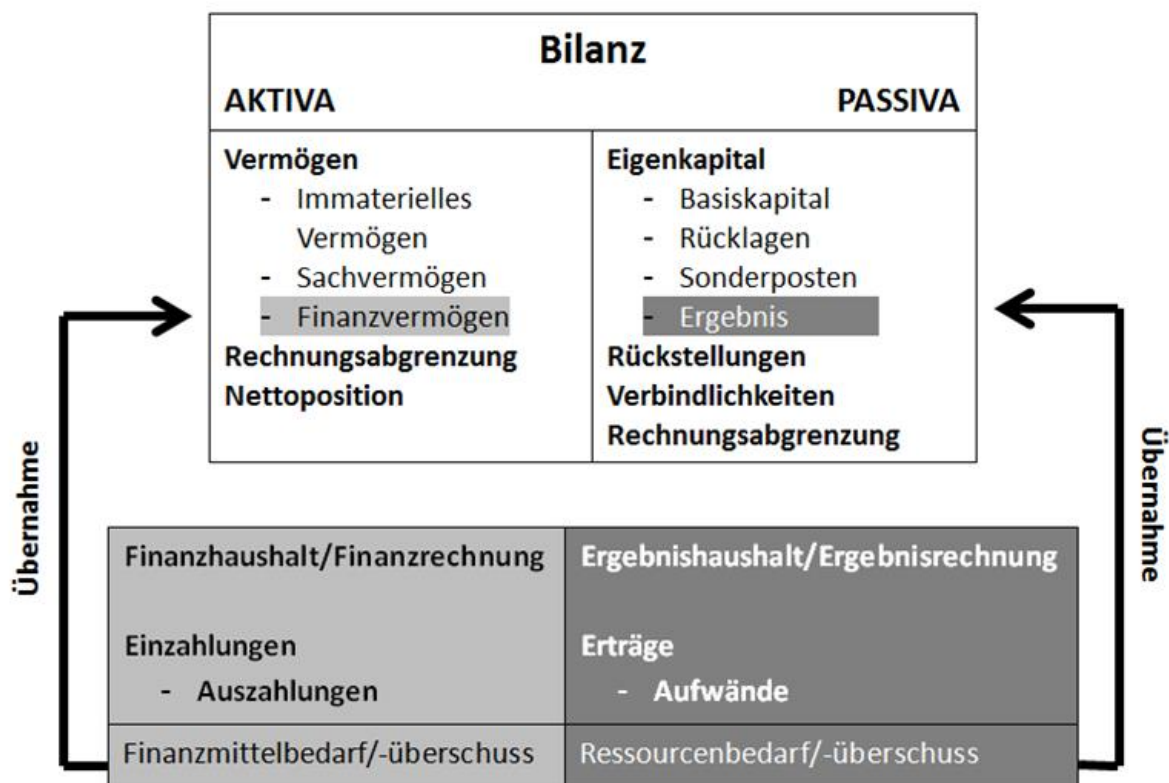 Bilanz
AKTIVA PASSIVA
Vermögen
- Immaterielles
Vermögen
- Sachvermögen
- Finanzvermögen
Rechnungsabgrenzung
Nettoposition
Eigenkapital
- Basiskapital
- Rücklagen
- Sonderposten
- Ergebnis
Rückstellungen
Verbindlichkeiten
Rechnungsabgrenzung
Übernahme
Übernahme
Finanzhaushalt/Finanzrechnung
Einzahlungen
- Auszahlungen
Finanzmittelbedarf/-überschuss
Ergebnishaushalt/Ergebnisrechnung
Erträge
- Aufwände
Ressourcenbedarf/-überschuss